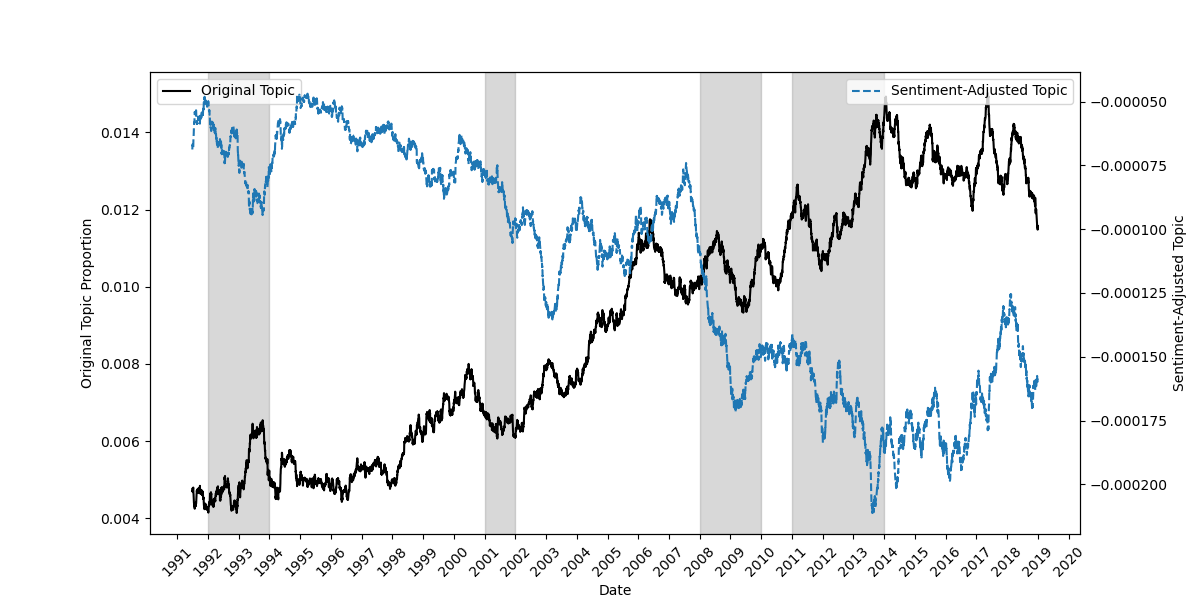 Original Topic
Sentiment-Adjusted Topic
0.014
0.012
0.010
0.008
0.006
0.004
Original Topic Proportion
−0.000050
−0.000075
−0.000100
−0.000125
−0.000150
−0.000175
−0.000200
Sentiment-Adjusted Topic
1991 1992 1993 1994 1995 1996 1997 1998 1999 2000 2001 2002 2003 2004 2005 2006 2007 2008 2009 2010 2011 2012 2013 2014 2015 2016 2017 2018 2019 2020
Date